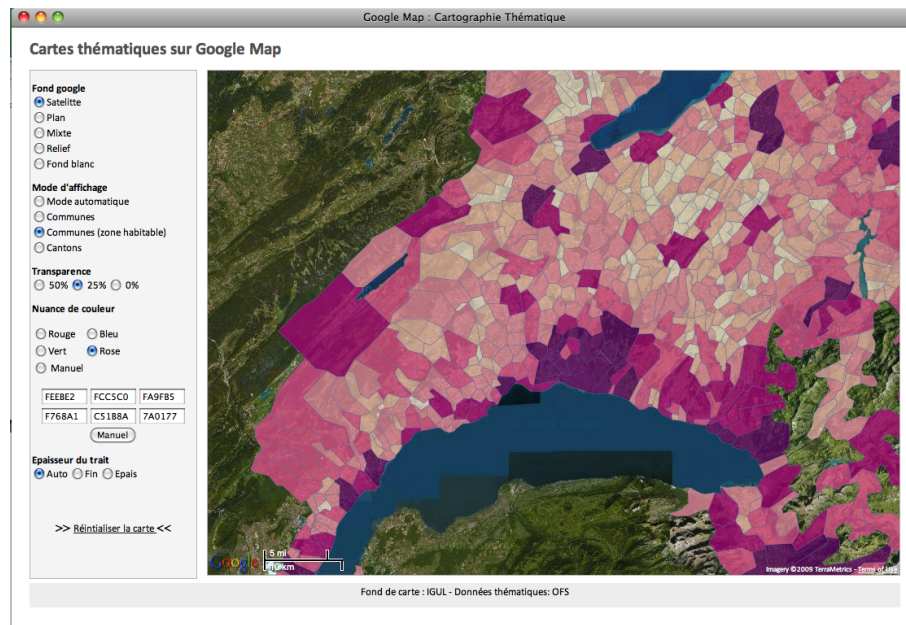 Google Map : Cartographie Thématique
Cartes thématiques sur Google Map
Fond google
Satelitte
Plan
Mixte
Relief
Fond blanc
Mode d'affichage
Mode automatique
Communes
Communes (zone habitable)
Cantons
Transparence
50% 25% 0%
Nuance de couleur
Rouge Bleu
Vert Rose
Manuel
FEEBE2 FCC5C0 FA9FB5
F768A1 C51B8A 7A0177
Manuel
Epaisseur du trait
Auto Fin Epais
>> Réintialiser la carte <<
Google
5 mi
10 km
Imagery ©2009 TerraMetrics - Terms of Use
Fond de carte : IGUL - Données thématiques: OFS